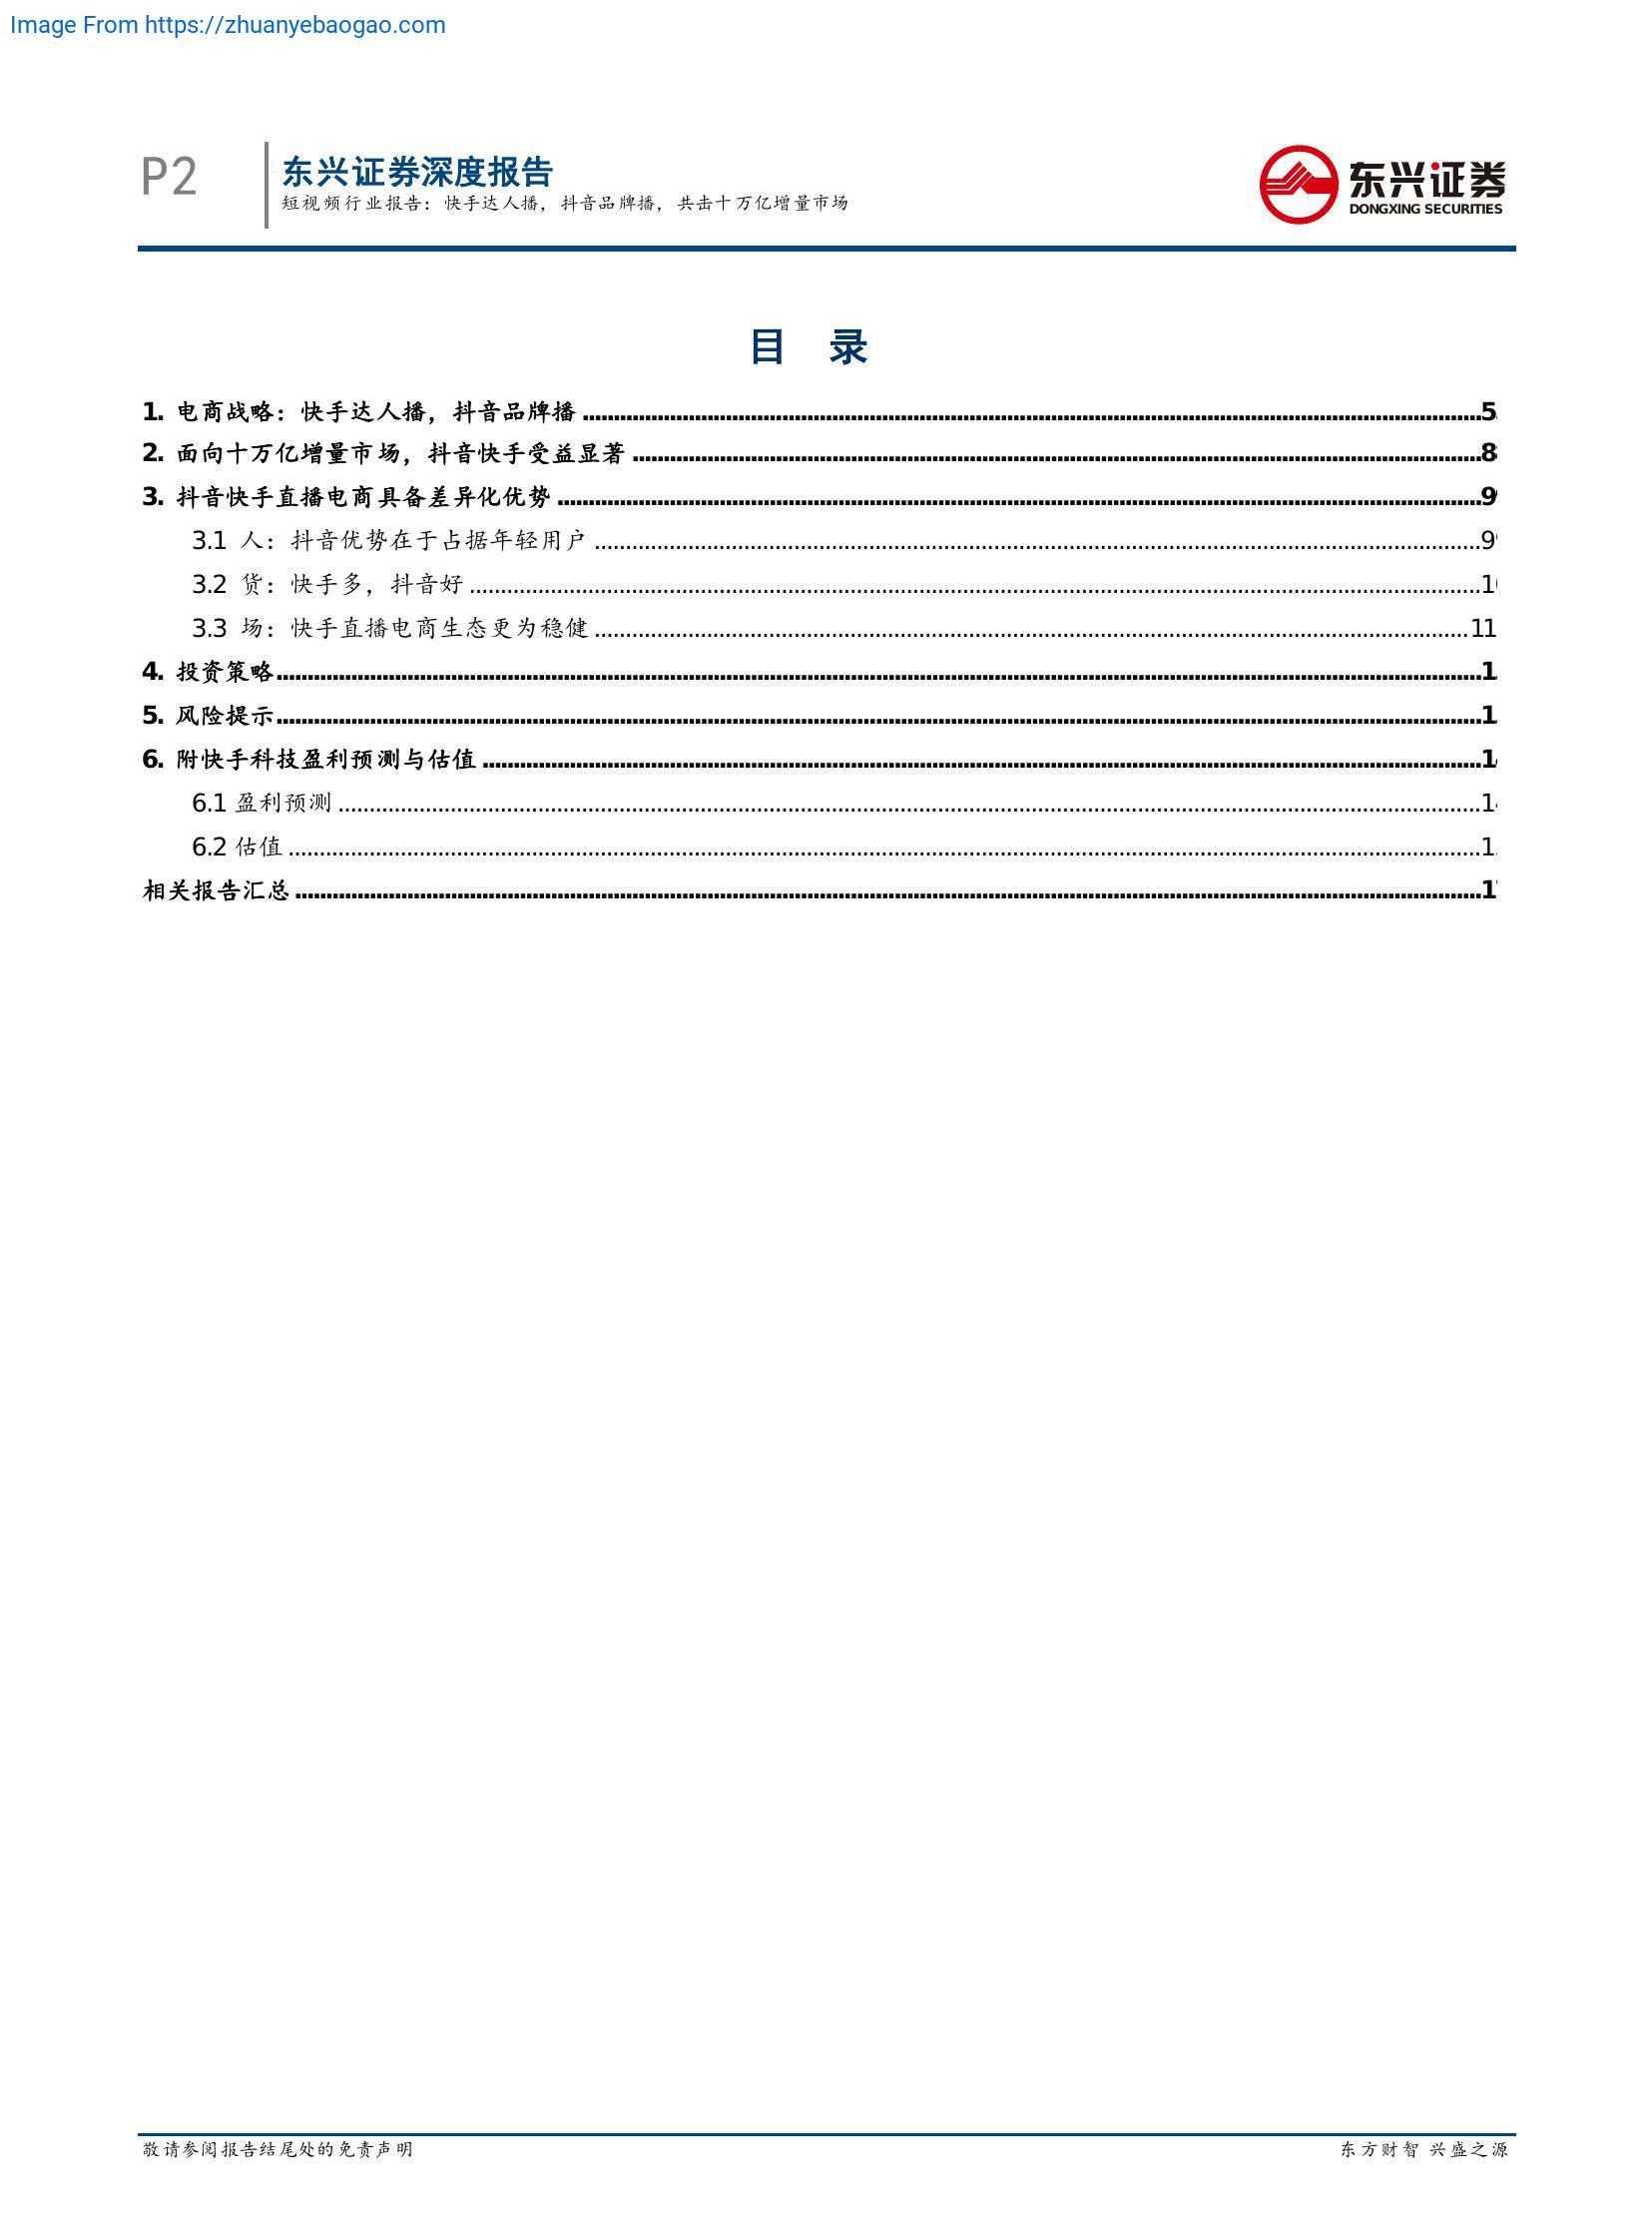 Image From https://zhuanyebaogao.com
P2
东兴证券深度报告
短视频行业报告：快手达人播，抖音品牌播，共击十万亿增量市场
东兴证券
DONGXING SECURITIES
目 录
1. 电商战略：快手达人播，抖音品牌播 5
2. 面向十万亿增量市场，抖音快手受益显著 8
3. 抖音快手直播电商具备差异化优势 9
3.1 人：抖音优势在于占据年轻用户 9
3.2 货：快手多，抖音好 1
3.3 场：快手直播电商生态更为稳健 11
4. 投资策略 1
5. 风险提示 1
6. 附快手科技盈利预测与估值 1
6.1 盈利预测 1
6.2 估值 1
相关报告汇总 1
敬请参阅报告结尾处的免责声明
东方财智 兴盛之源